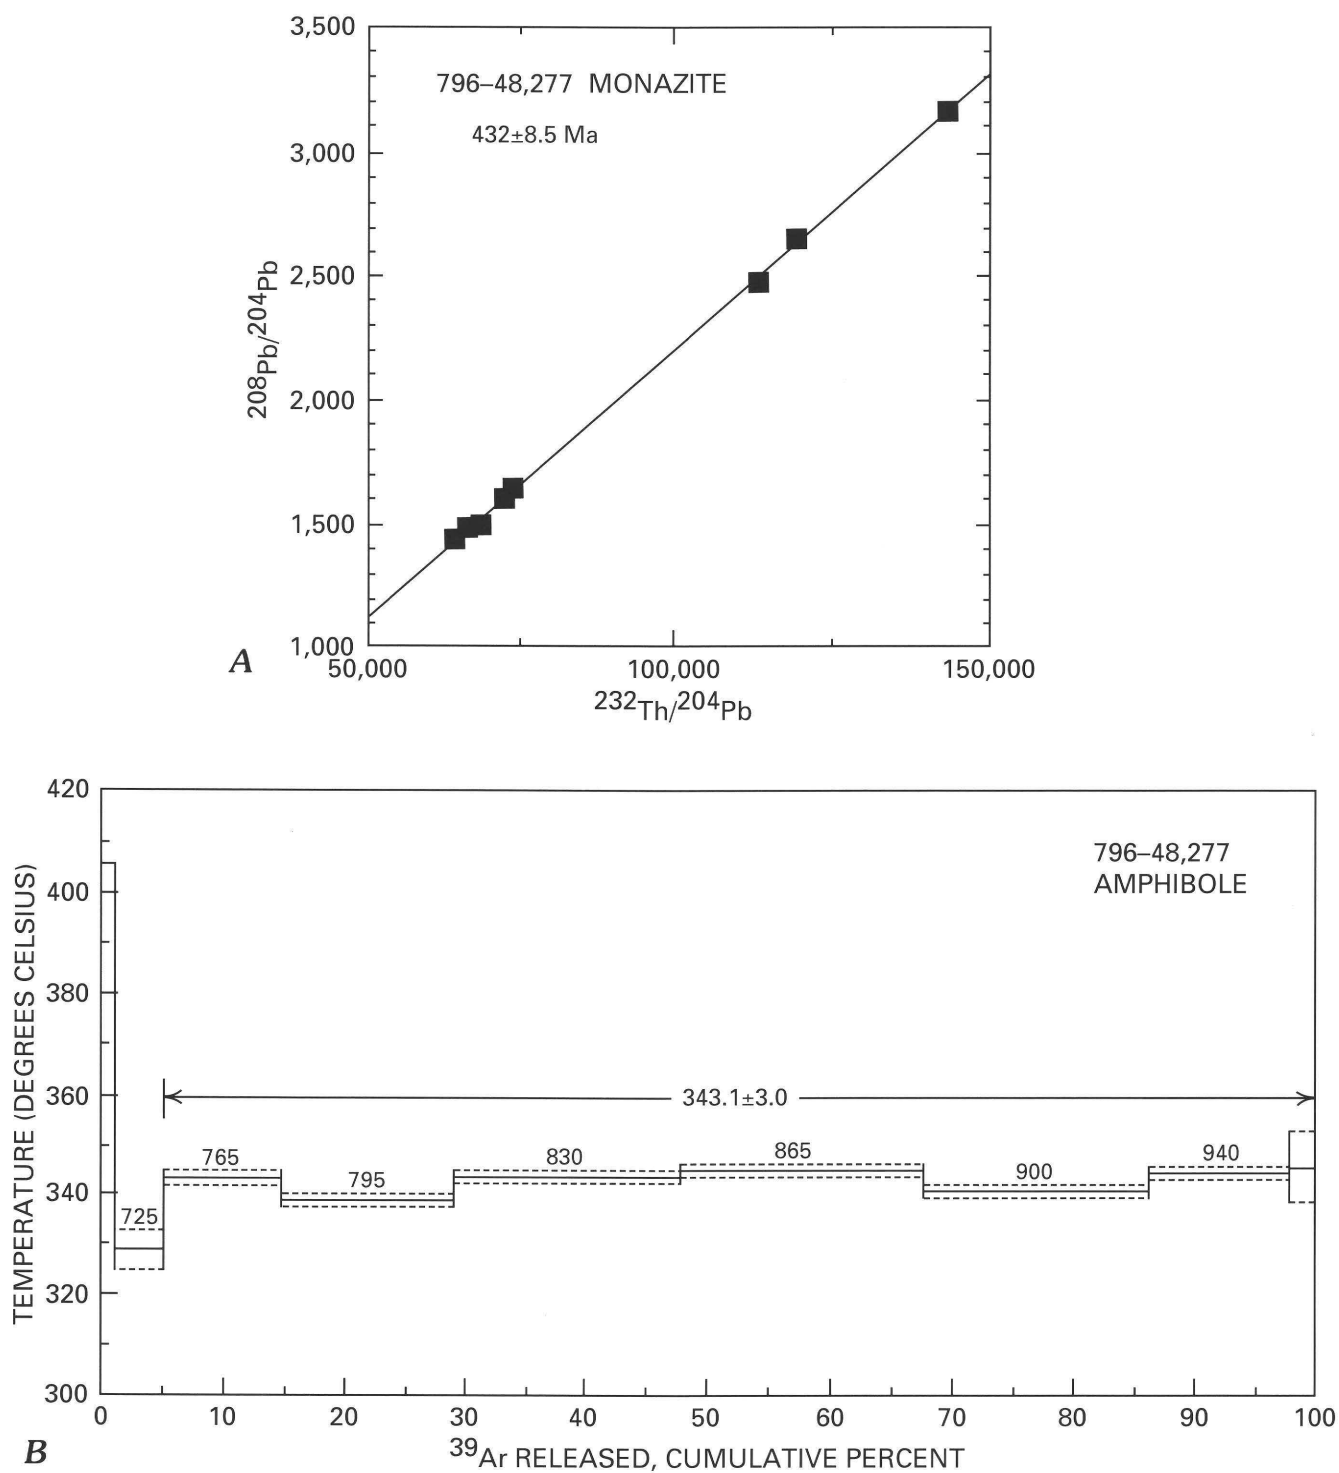 3,500
796–48,277 MONAZITE
432±8.5 Ma
3,000
2,500
208Pb/204Pb
2,000
1,500
1,000
A
50,000 100,000 150,000
232Th/204Pb
420
796–48,277
AMPHIBOLE
400
380
TEMPERATURE (DEGREES CELSIUS)
360
343.1±3.0
765 795 830 865 900 940
340
725
320
300
0 10 20 30 40 50 60 70 80 90 100
B
39Ar RELEASED, CUMULATIVE PERCENT